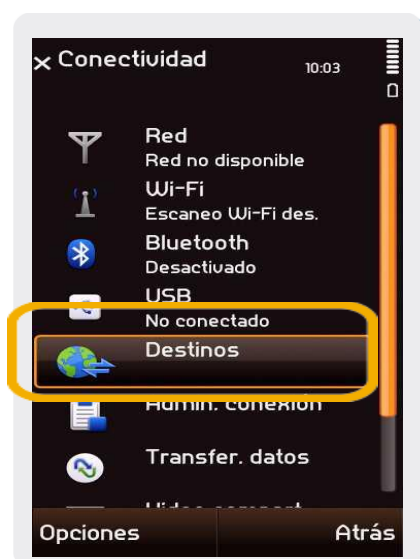 Conectividad
10:03
Red
Red no disponible
Wi-Fi
Escaneo Wi-Fi des.
Bluetooth
Desactivado
USB
No conectado
Destinos
Admin. conexión
Transfer. datos
Opciones
Atrás